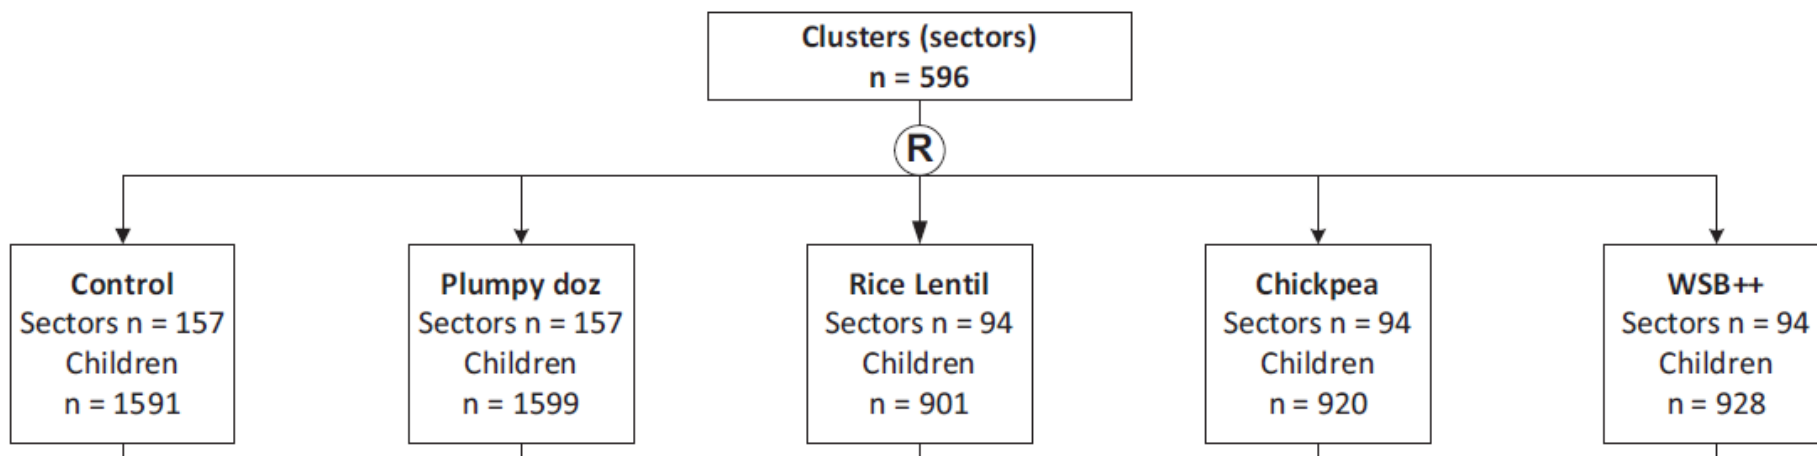 Clusters (sectors)
n = 596
R
Control
Sectors n = 157
Children
n = 1591
Plumpy doz
Sectors n = 157
Children
n = 1599
Rice Lentil
Sectors n = 94
Children
n = 901
Chickpea
Sectors n = 94
Children
n = 920
WSB++
Sectors n = 94
Children
n = 928